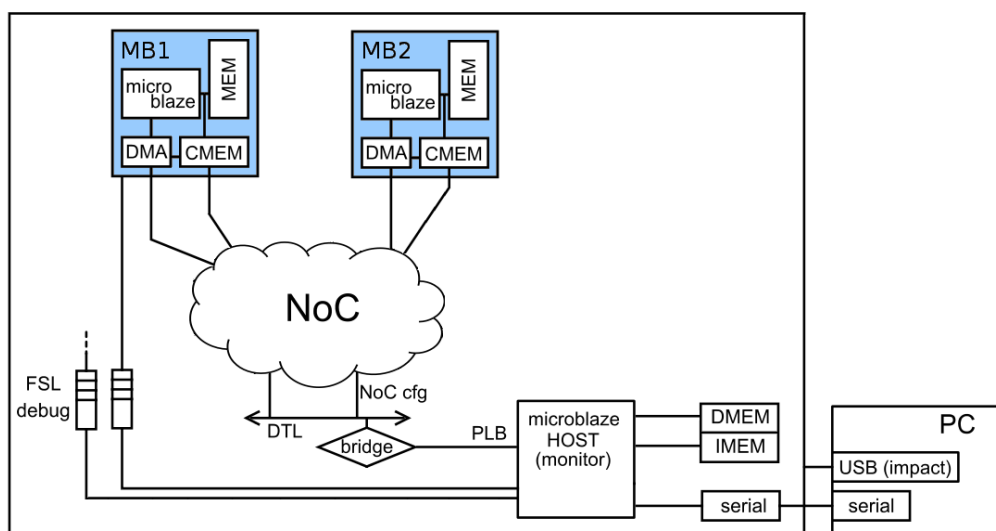 MB1
micro
blaze
MEM
DMA
CMEM
MB2
micro
blaze
MEM
DMA
CMEM
NoC
FSL
debug
NoC cfg
DTL
bridge
PLB
microblaze
HOST
(monitor)
DMEM
IMEM
serial
PC
USB (impact)
serial